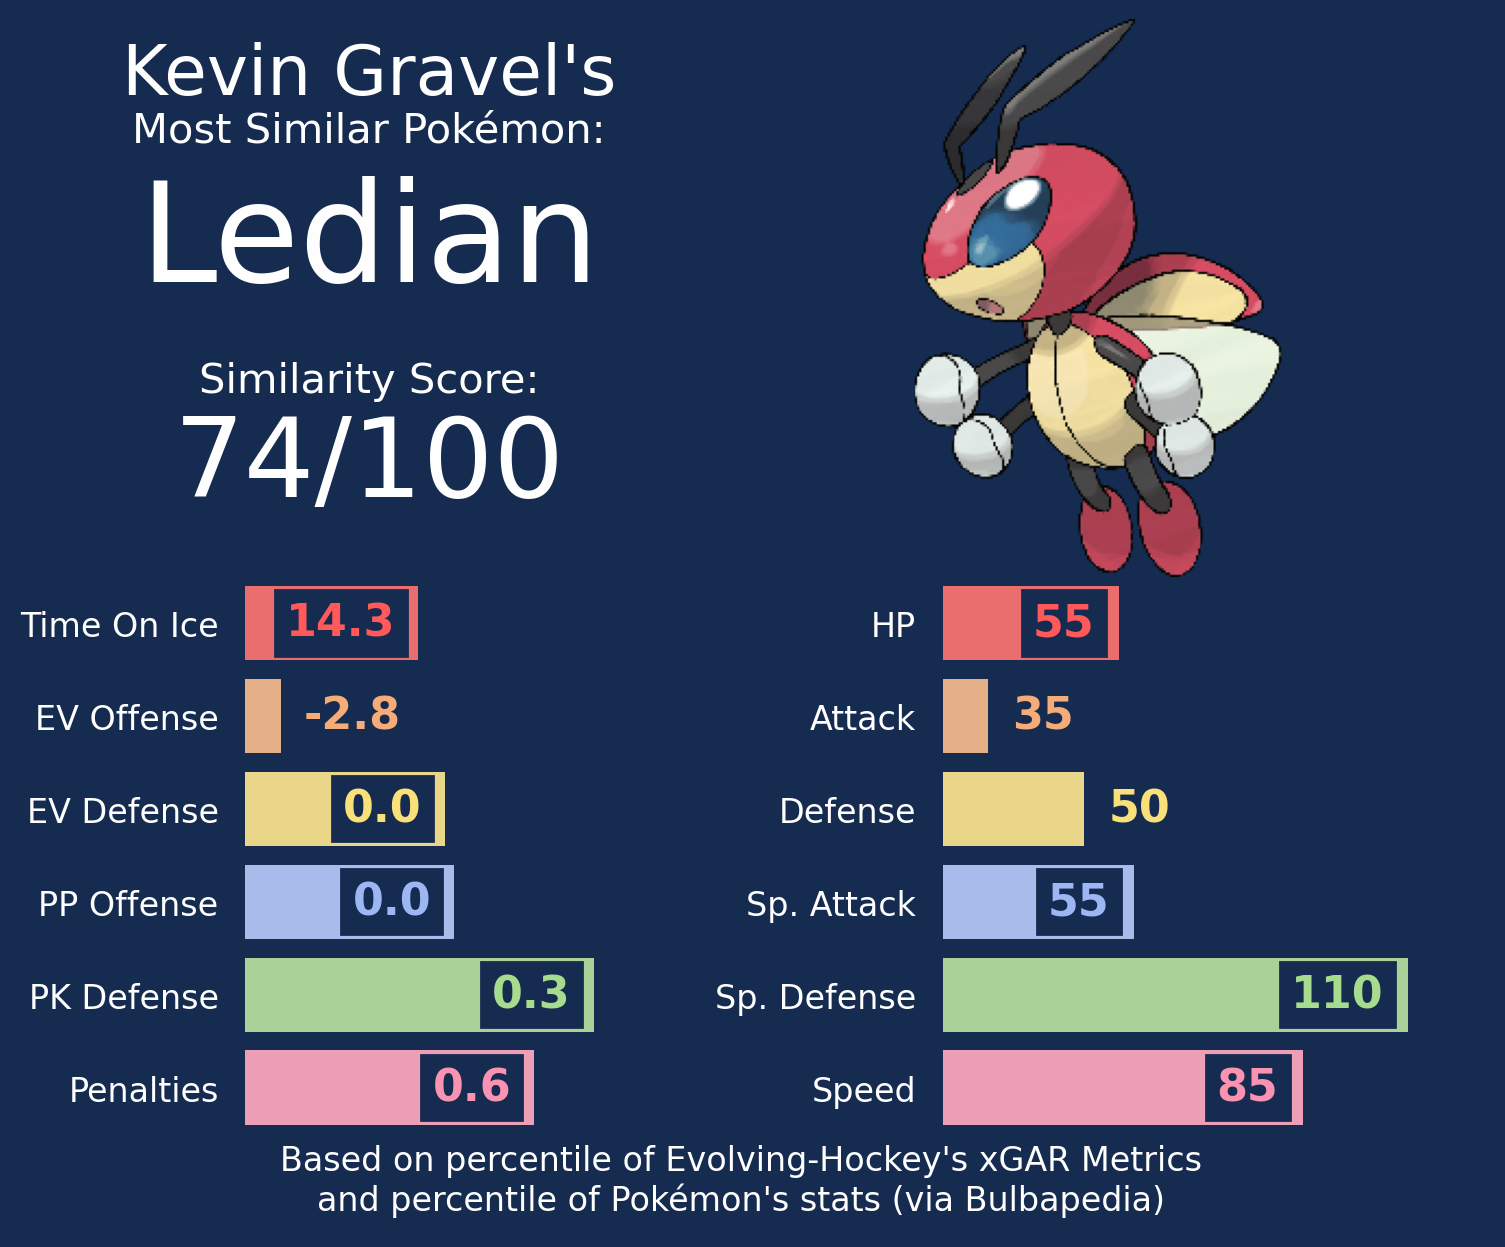 Kevin Gravel's
Most Similar Pokémon:
Ledian
Similarity Score:
74/100
Time On Ice 14.3
EV Offense -2.8
EV Defense 0.0
PP Offense 0.0
PK Defense 0.3
Penalties 0.6
HP 55
Attack 35
Defense 50
Sp. Attack 55
Sp. Defense 110
Speed 85
Based on percentile of Evolving-Hockey's xGAR Metrics
and percentile of Pokémon's stats (via Bulbapedia)